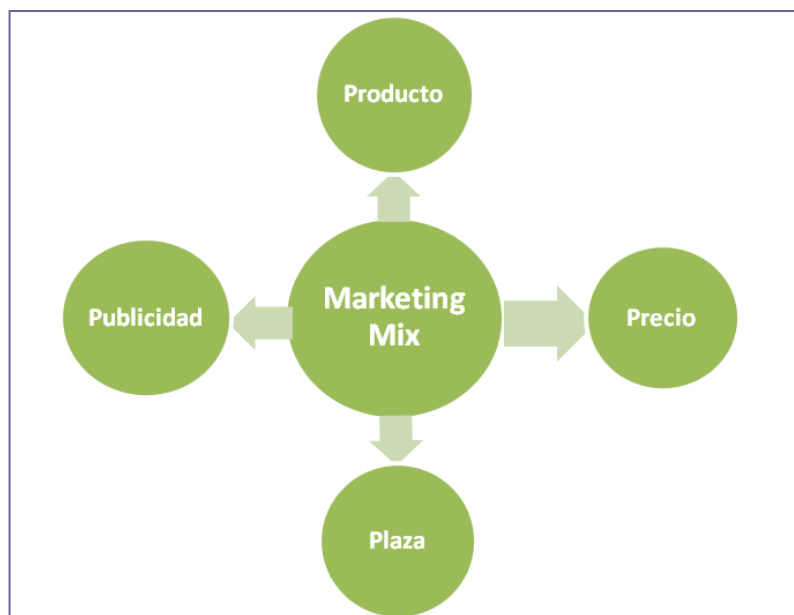 Producto
Publicidad
Marketing
Mix
Precio
Plaza